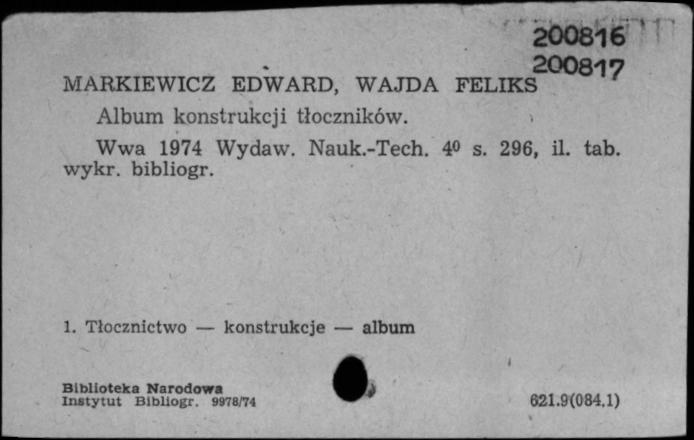 200816
200817
MARKIEWICZ EDWARD, WAJDA FELIKS
Album konstrukcji tłoczników.
Wwa 1974 Wydaw. Nauk.-Tech. 4⁰ s. 296, il. tab.
wykr. bibliogr.
1. Tłocznictwo — konstrukcje — album
Biblioteka Narodowa
Instytut Bibliogr. 9978/74
621.9(084.1)